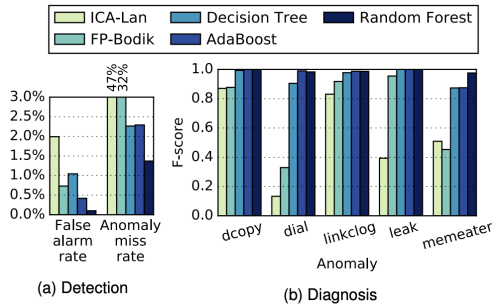 ICA-Lan Decision Tree Random Forest
FP-Bodik AdaBoost
47%
32%
3.0%
2.5%
2.0%
1.5%
1.0%
0.5%
0.0%
False alarm rate
Anomaly miss rate
(a) Detection
F-score
1.0
0.8
0.6
0.4
0.2
0.0
dcopy dial linkclog leak memeater
Anomaly
(b) Diagnosis